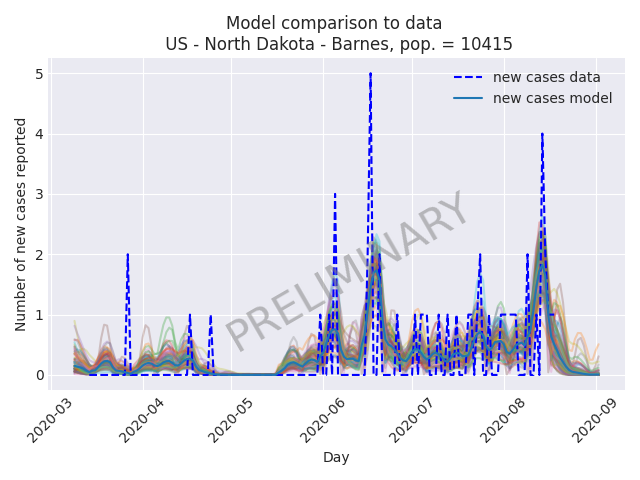 Model comparison to data
US - North Dakota - Barnes, pop. = 10415
new cases data
new cases model
5
4
3
2
1
0
Number of new cases reported
PRELIMINARY
2020-03
2020-04
2020-05
2020-06
2020-07
2020-08
2020-09
Day